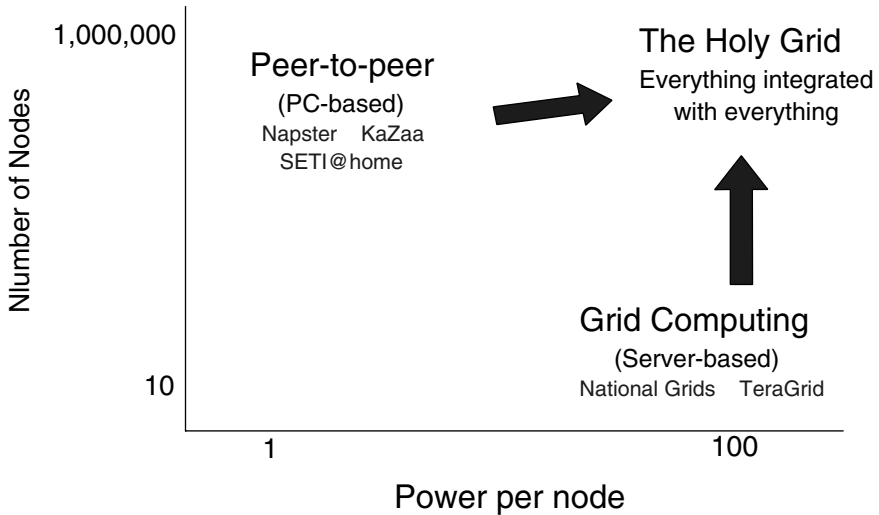 1,000,000
Peer-to-peer
(PC-based)
Napster KaZaa
SETI@home
The Holy Grid
Everything integrated
with everything
Nlumber of Nodes
Grid Computing
(Server-based)
National Grids TeraGrid
10
1
100
Power per node